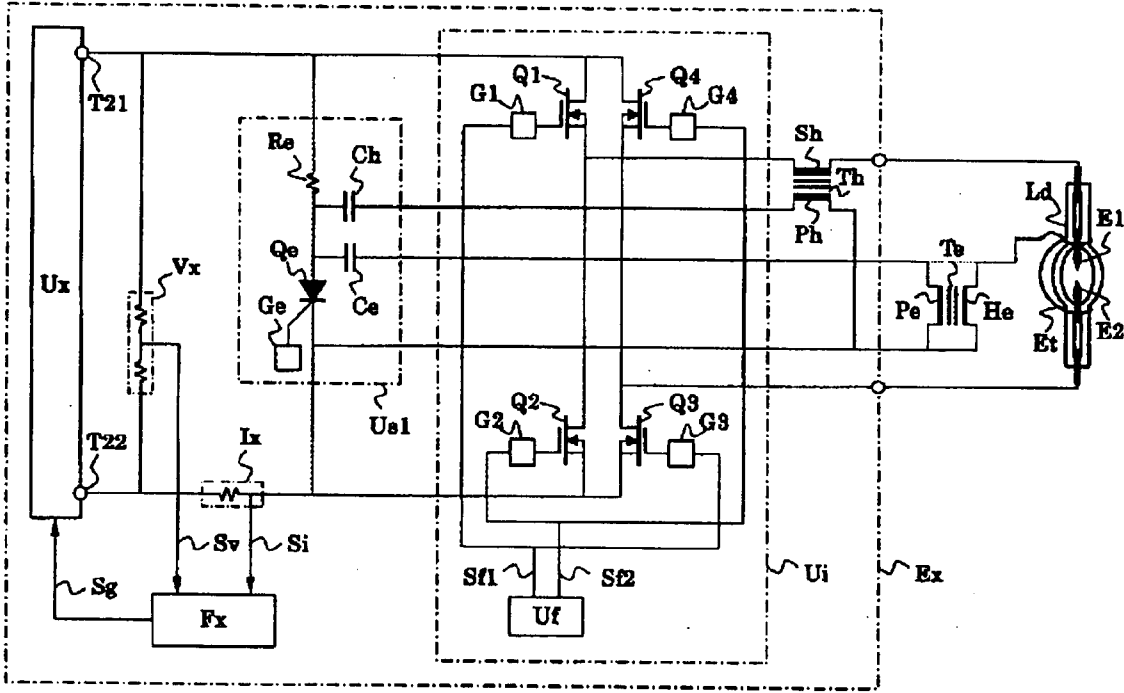 Q1
Q4
G1
G4
T21
Re
Ch
Sh
Th
Ld
E1
Ph
Vx
Qe
Te
Ux
Ge
Ce
Pe
He
Et
E2
Us1
Q2
Q3
G2
G3
T22
Ix
Sv
Si
Sf1
Sf2
Ui
Ex
Sg
Fx
Uf